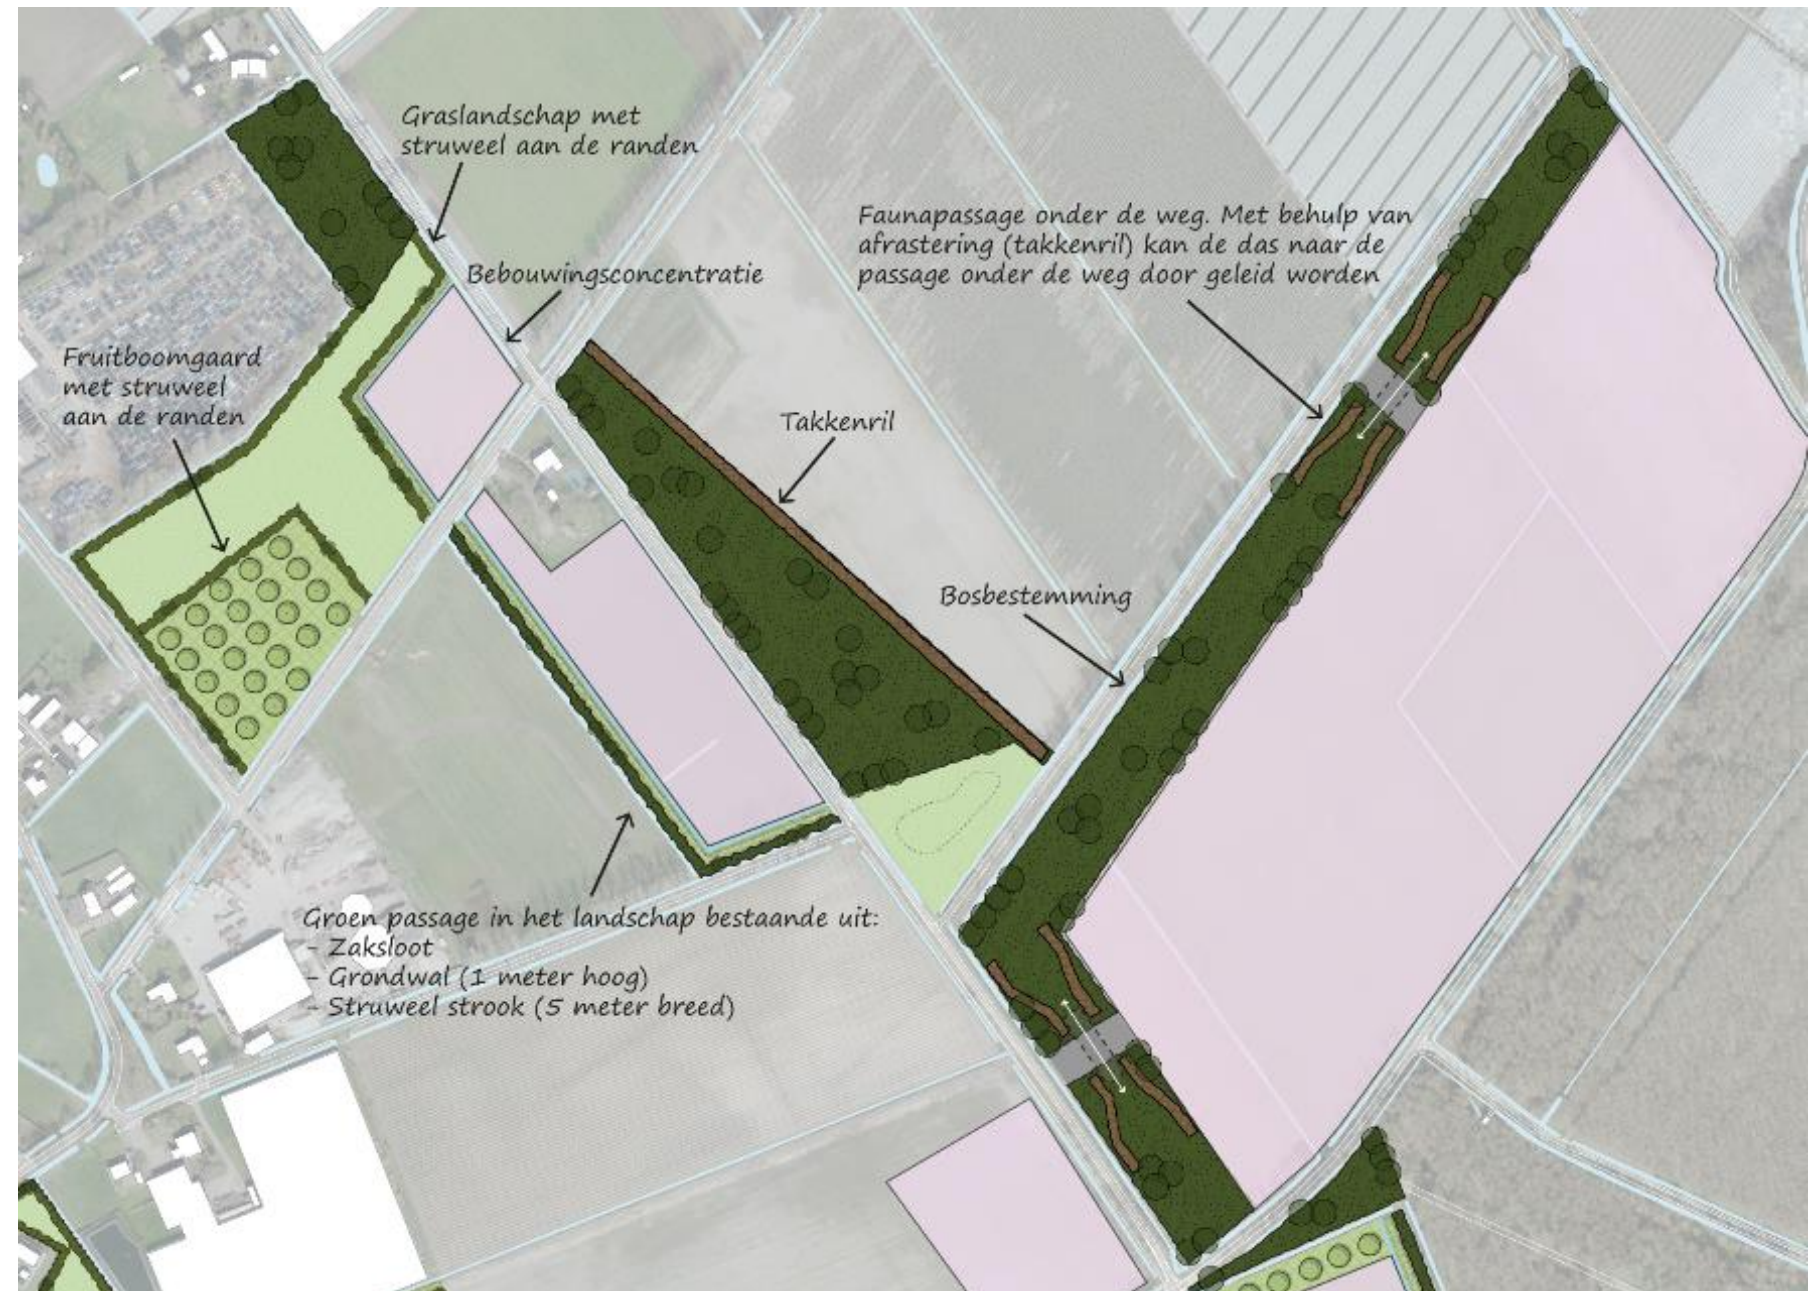 Graslandschap met
struweel aan de randen
Faunapassage onder de weg. Met behulp van
afrastering (takkenril) kan de das naar de
passage onder de weg door geleid worden
Bebouwingsconcentratie
Fruitboomgaard
met struweel
aan de randen
Takkenril
Bosbestemming
Groen passage in het landschap bestaande uit:
- Zaksloot
- Grondwal (1 meter hoog)
- Struweel strook (5 meter breed)